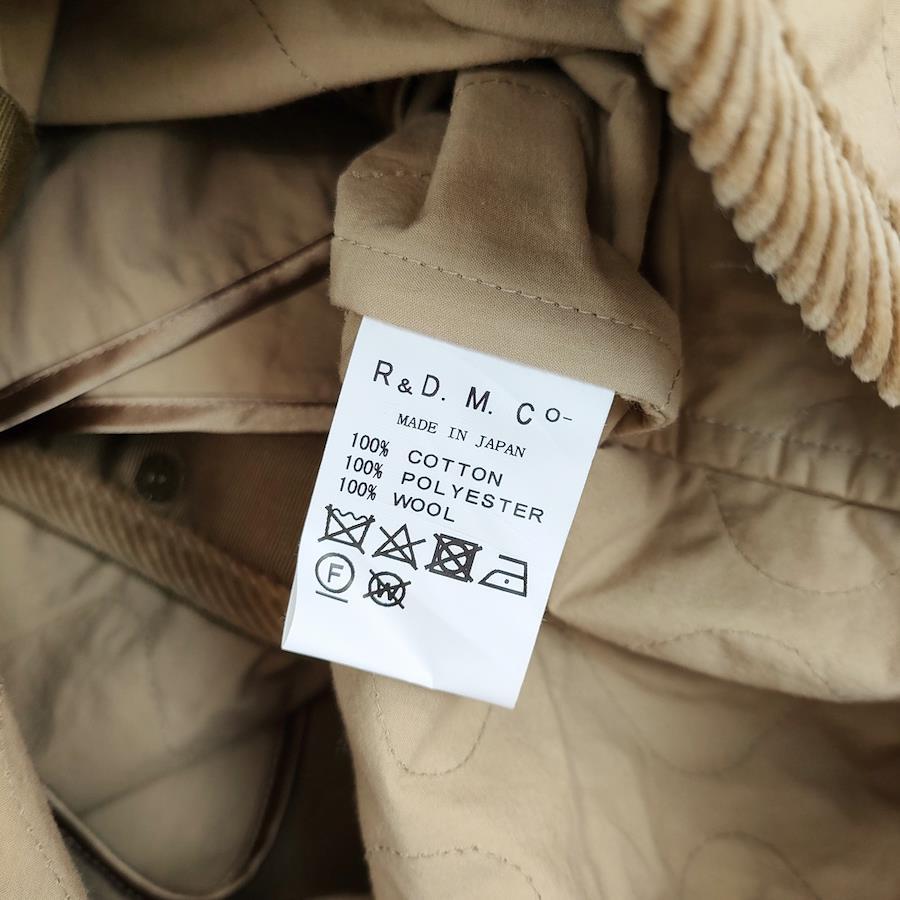 R&D. M. Co-
MADE IN JAPAN
100% COTTON
100% POLYESTER
100% WOOL
F W